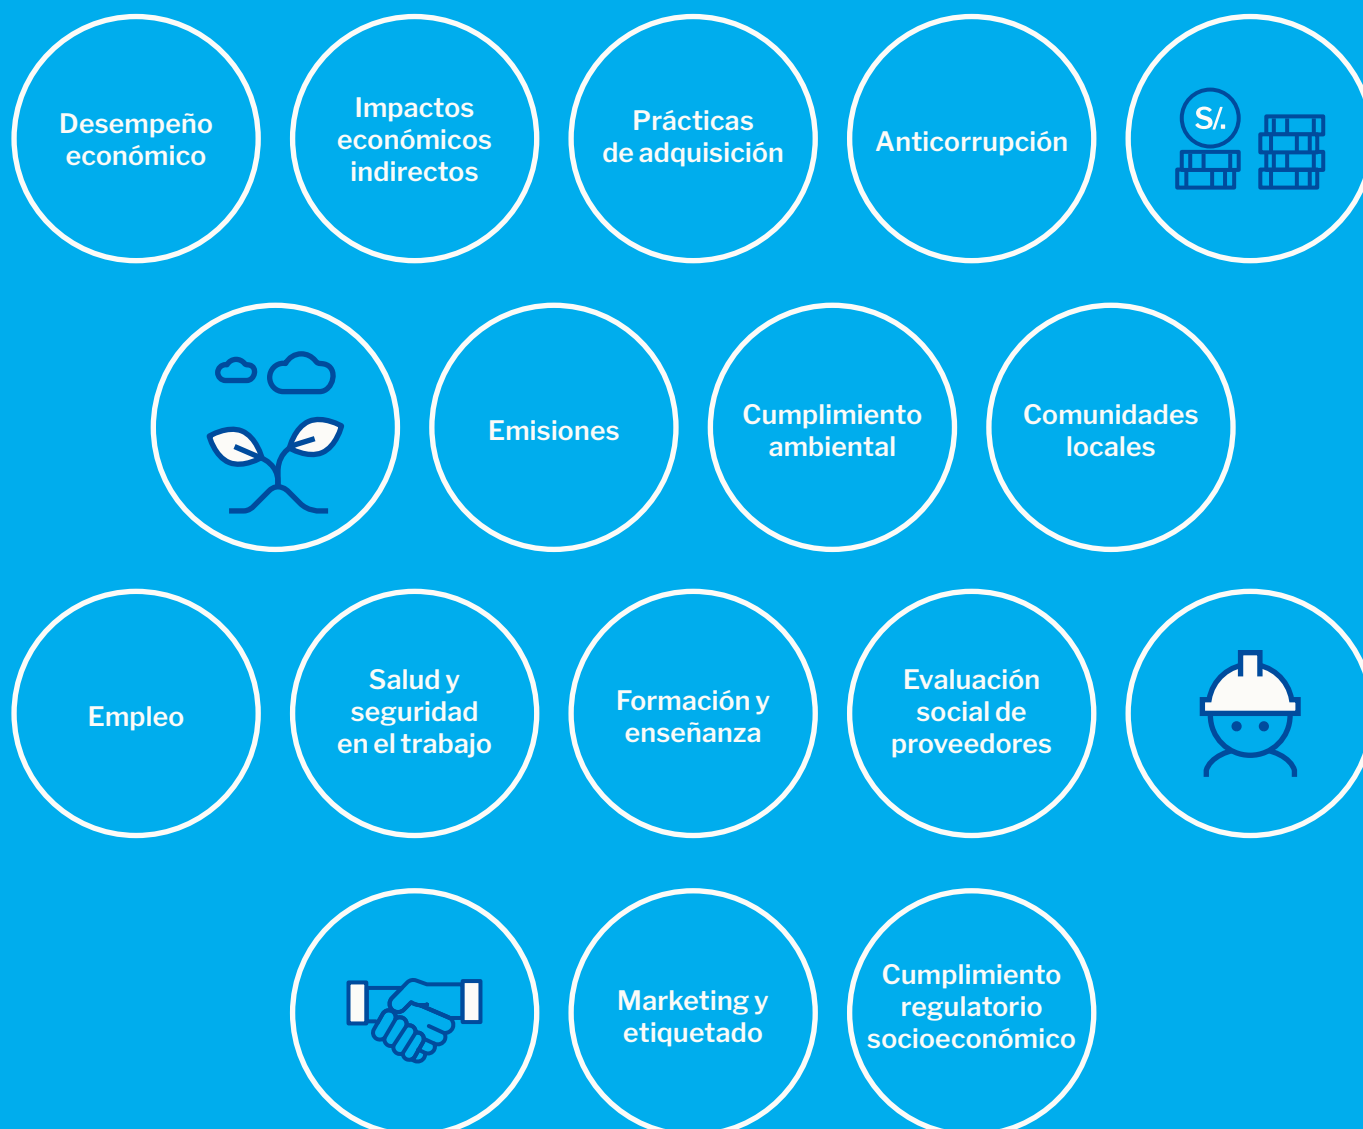 Desempeño
económico
Impactos
económicos
indirectos
Prácticas
de adquisición
Anticorrupción
S/.
Emisiones
Cumplimiento
ambiental
Comunidades
locales
Empleo
Salud y
seguridad
en el trabajo
Formación y
enseñanza
Evaluación
social de
proveedores
Marketing y
etiquetado
Cumplimiento
regulatorio
socioeconómico